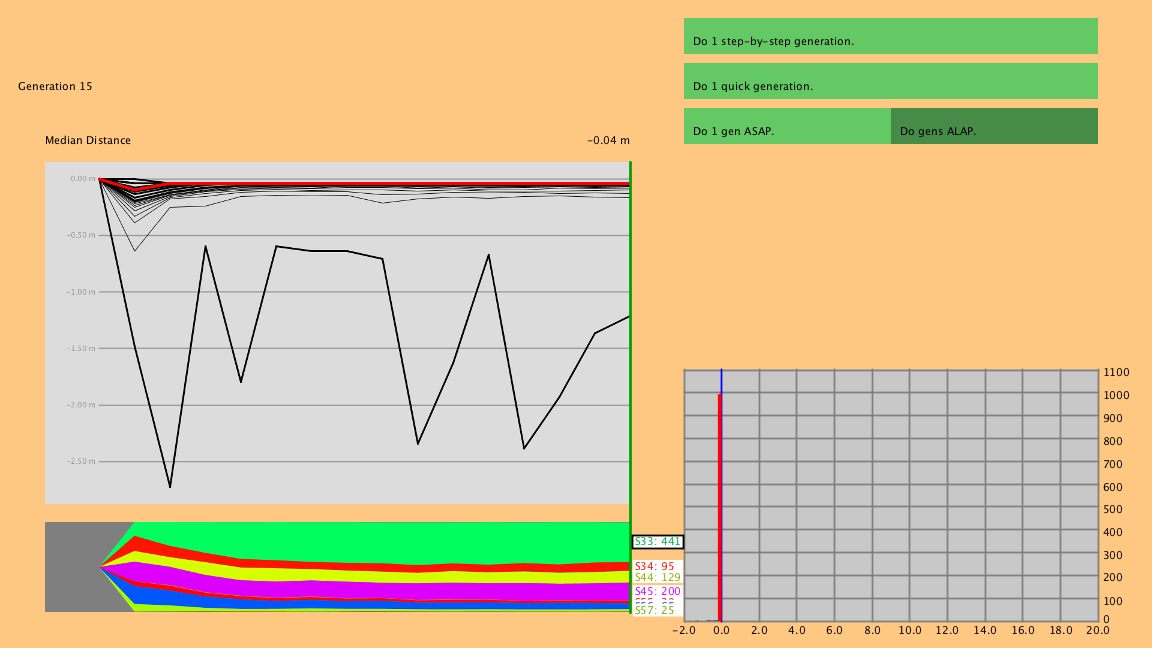 Do 1 step-by-step generation.
Generation 15
Do 1 quick generation.
Do 1 gen ASAP.
Do gens ALAP.
Median Distance
-0.04 m
0.00 m
-0.50 m
-1.00 m
-1.50 m
-2.00 m
-2.50 m
S33: 441
S34: 95
S44: 129
S45: 200
S57: 25
1100
1000
900
800
700
600
500
400
300
200
100
0
-2.0 0.0 2.0 4.0 6.0 8.0 10.0 12.0 14.0 16.0 18.0 20.0